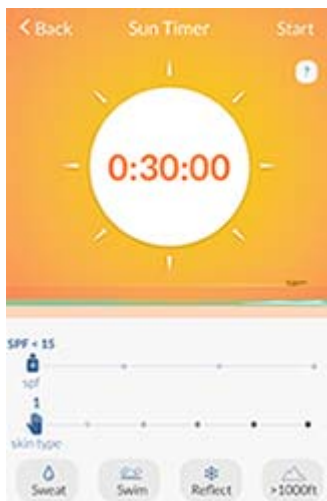 < Back Sun Timer Start
?
0:30:00
SPF < 15
spf
1
skin type
Sweat Swim Reflect >1000ft